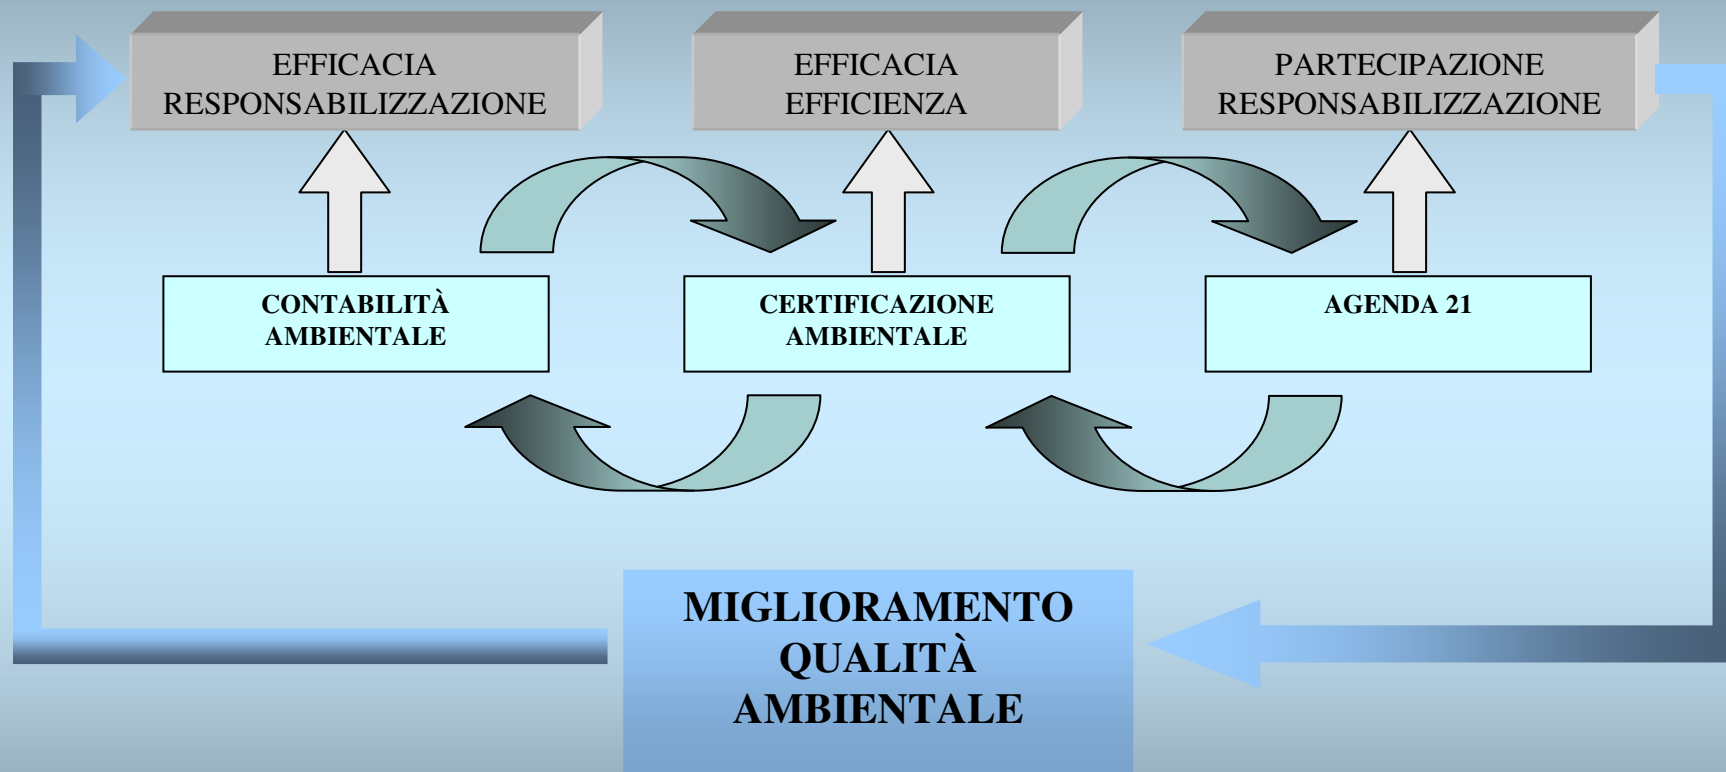 EFFICACIA
RESPONSABILIZZAZIONE
EFFICACIA
EFFICIENZA
PARTECIPAZIONE
RESPONSABILIZZAZIONE
CONTABILITÀ
AMBIENTALE
CERTIFICAZIONE
AMBIENTALE
AGENDA 21
MIGLIORAMENTO
QUALITÀ
AMBIENTALE